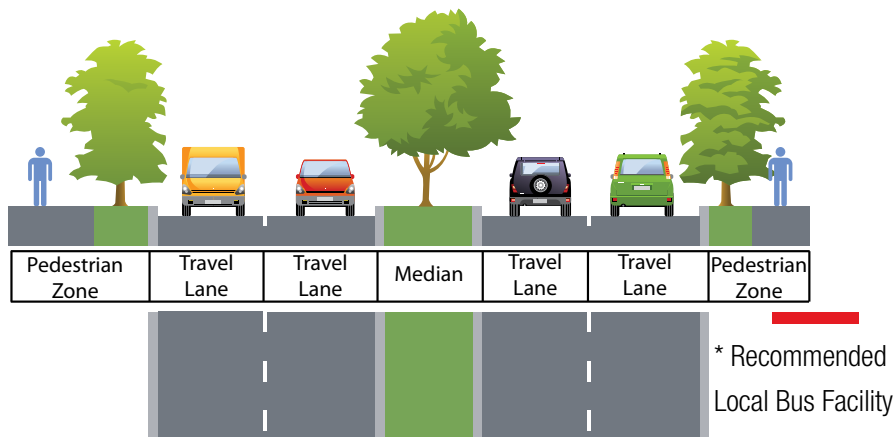 Pedestrian
Zone
Travel
Lane
Travel
Lane
Median
Travel
Lane
Travel
Lane
Pedestrian
Zone
* Recommended
Local Bus Facility